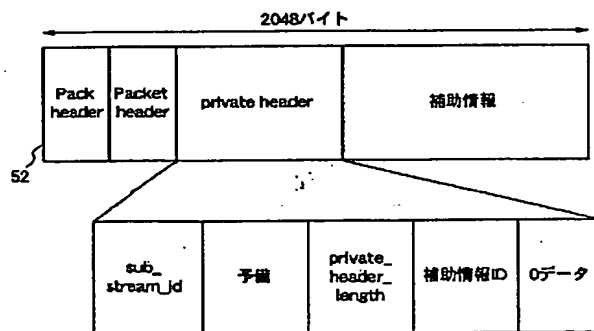 2048バイト
Pack
header
Packet
header
private header
補助情報
52
sub_
stream_id
予備
private_
header_
length
補助情報ID
0データ